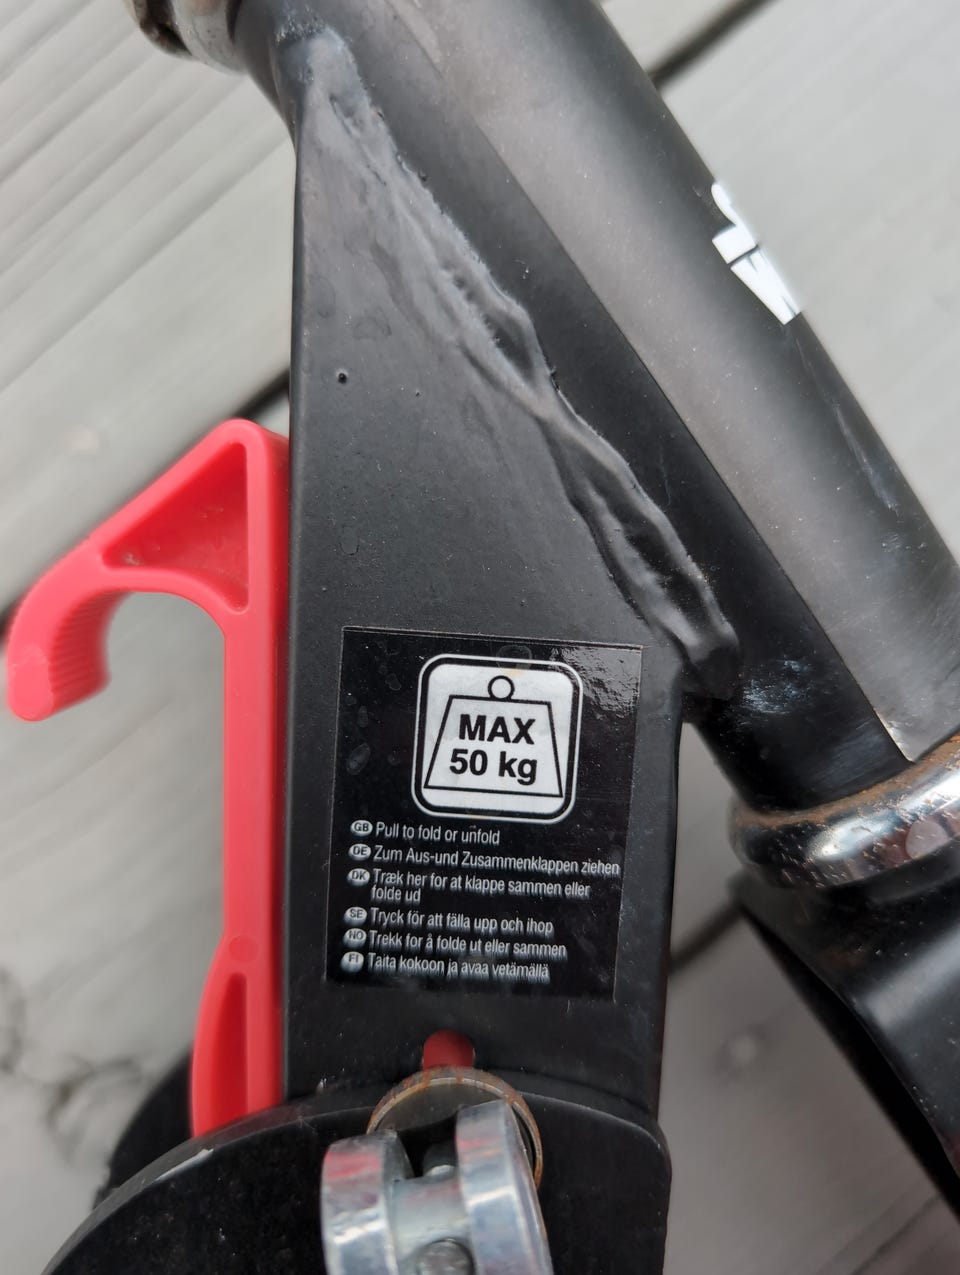 MAX
50 kg
GB Pull to fold or unfold
DE Zum Aus-und Zusammenklappen ziehen
DK Træk her for at klappe sammen eller
folde ud
SE Tryck för att fälla upp och ihop
NO Trekk for å folde ut eller sammen
FI Taita kokoon ja avaa vetämällä